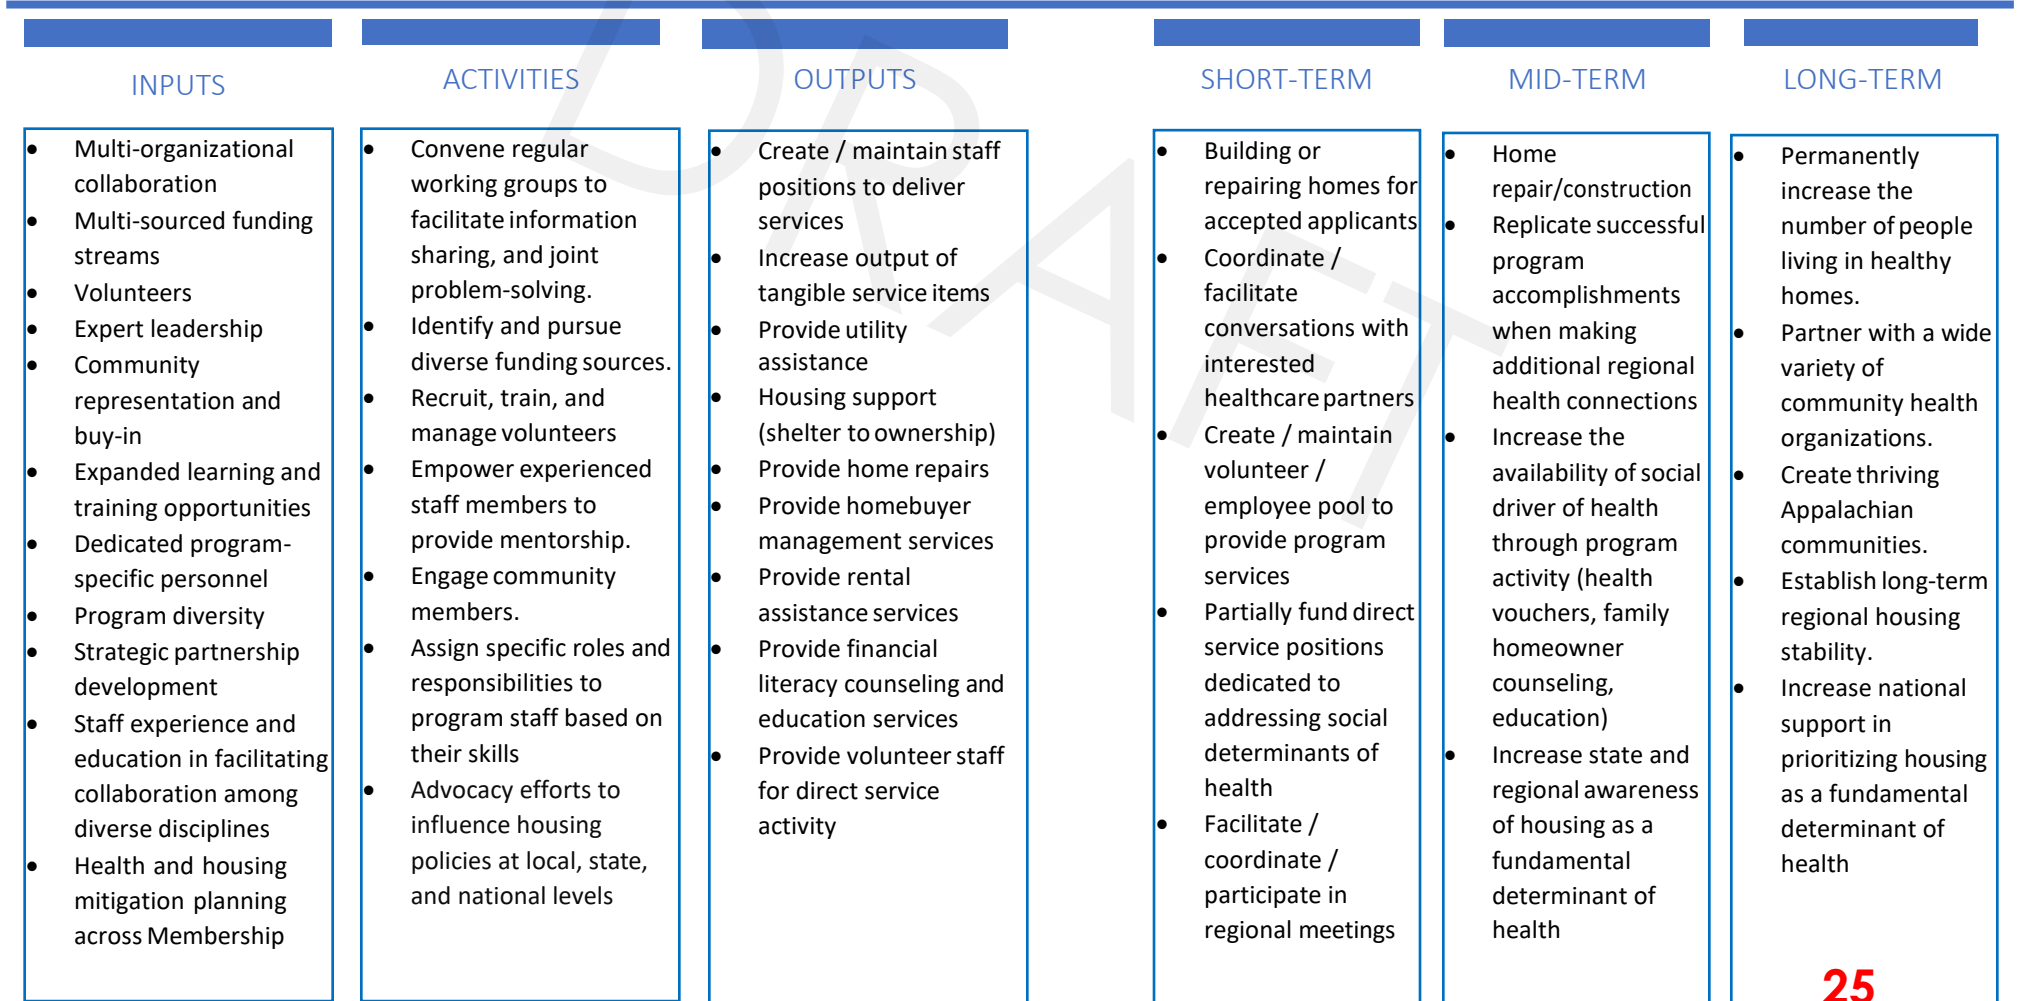 INPUTS
Multi-organizational
collaboration
Multi-sourced funding
streams
Volunteers
Expert leadership
Community
representation and
buy-in
Expanded learning and
training opportunities
Dedicated program-
specific personnel
Program diversity
Strategic partnership
development
Staff experience and
education in facilitating
collaboration among
diverse disciplines
Health and housing
mitigation planning
across Membership
ACTIVITIES
Convene regular
working groups to
facilitate information
sharing, and joint
problem-solving.
Identify and pursue
diverse funding sources.
Recruit, train, and
manage volunteers
Empower experienced
staff members to
provide mentorship.
Engage community
members.
Assign specific roles and
responsibilities to
program staff based on
their skills
Advocacy efforts to
influence housing
policies at local, state,
and national levels
OUTPUTS
Create / maintain staff
positions to deliver
services
Increase output of
tangible service items
Provide utility
assistance
Housing support
(shelter to ownership)
Provide home repairs
Provide homebuyer
management services
Provide rental
assistance services
Provide financial
literacy counseling and
education services
Provide volunteer staff
for direct service
activity
SHORT-TERM
Building or
repairing homes for
accepted applicants
Coordinate /
facilitate
conversations with
interested
healthcare partners
Create / maintain
volunteer /
employee pool to
provide program
services
Partially fund direct
service positions
dedicated to
addressing social
determinants of
health
Facilitate /
coordinate /
participate in
regional meetings
MID-TERM
Home
repair/construction
Replicate successful
program
accomplishments
when making
additional regional
health connections
Increase the
availability of social
driver of health
through program
activity (health
vouchers, family
homeowner
counseling,
education)
Increase state and
regional awareness
of housing as a
fundamental
determinant of
health
LONG-TERM
Permanently
increase the
number of people
living in healthy
homes.
Partner with a wide
variety of
community health
organizations.
Create thriving
Appalachian
communities.
Establish long-term
regional housing
stability.
Increase national
support in
prioritizing housing
as a fundamental
determinant of
health
25
DRAFT